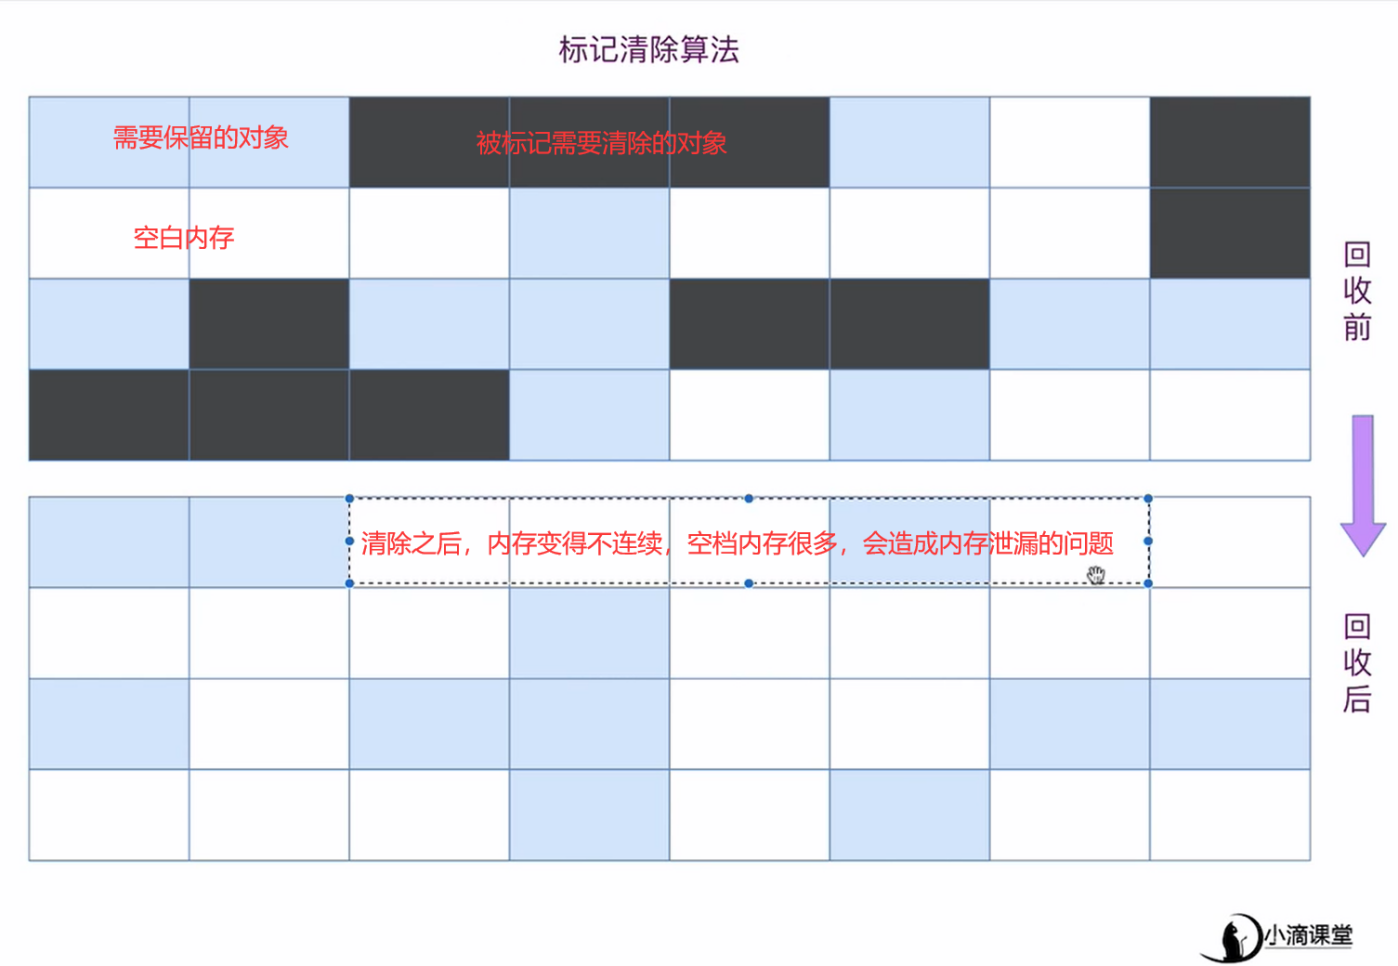 标记清除算法
需要保留的对象
被标记需要清除的对象
空白内存
回收前
清除之后，内存变得不连续，空档内存很多，会造成内存泄漏的问题
回收后
小滴课堂